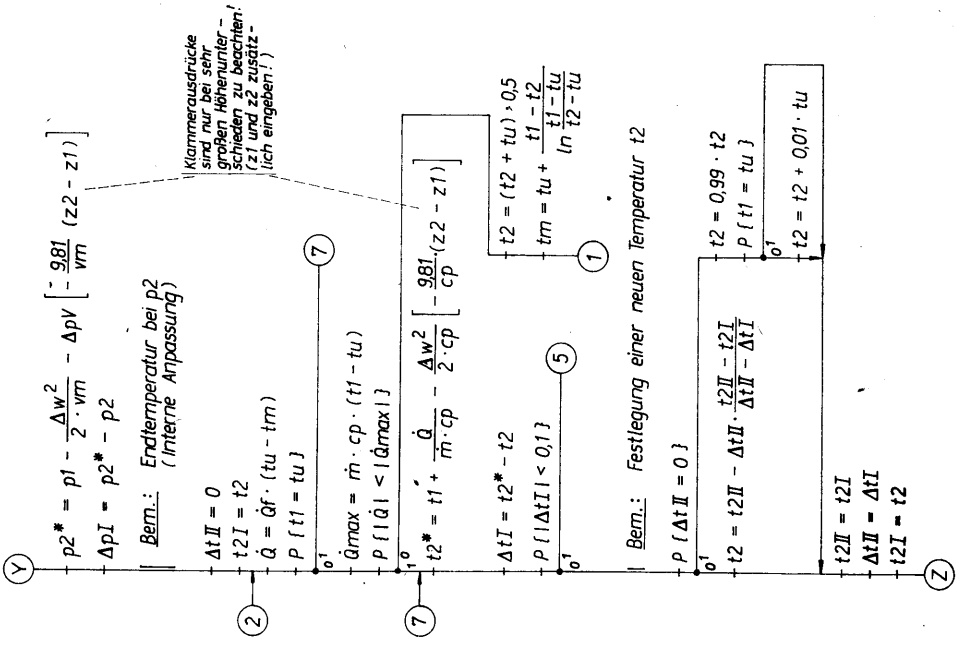 Y
p2* = p1 - Δw² / 2 · vm - ΔpV [ - 9,81 / vm (z2 - z1) ]
ΔpI = p2* - p2
Klammerausdrücke
sind nur bei sehr
großen Höhenunter-
schieden zu beachten!
(z1 und z2 zusätz-
lich eingeben!)
Bem.: Endtemperatur bei p2
(Interne Anpassung)
ΔtII = 0
t2I = t2
2
Q̇ = Q̇f · (tu - tm)
P { t1 = tu }
0 1
7
Q̇max = ṁ · cp · (t1 - tu)
P { | Q̇ | < | Q̇max | }
1 0
7
t2* = t1 + Q̇ / ṁ · cp - Δw² / 2 · cp [ - 9,81 / cp · (z2 - z1) ]
t2 = (t2 + tu) · 0,5
tm = tu + t1 - t2 / ln t1 - tu / t2 - tu
1
ΔtI = t2* - t2
P { | ΔtI | < 0,1 }
0 1
5
Bem.: Festlegung einer neuen Temperatur t2
P { ΔtII = 0 }
0 1
t2 = t2II - ΔtII · t2II - t2I / ΔtII - ΔtI
t2 = 0,99 · t2
P { t1 = tu }
0 1
t2 = t2 + 0,01 · tu
t2II = t2I
ΔtII = ΔtI
t2I = t2
Z